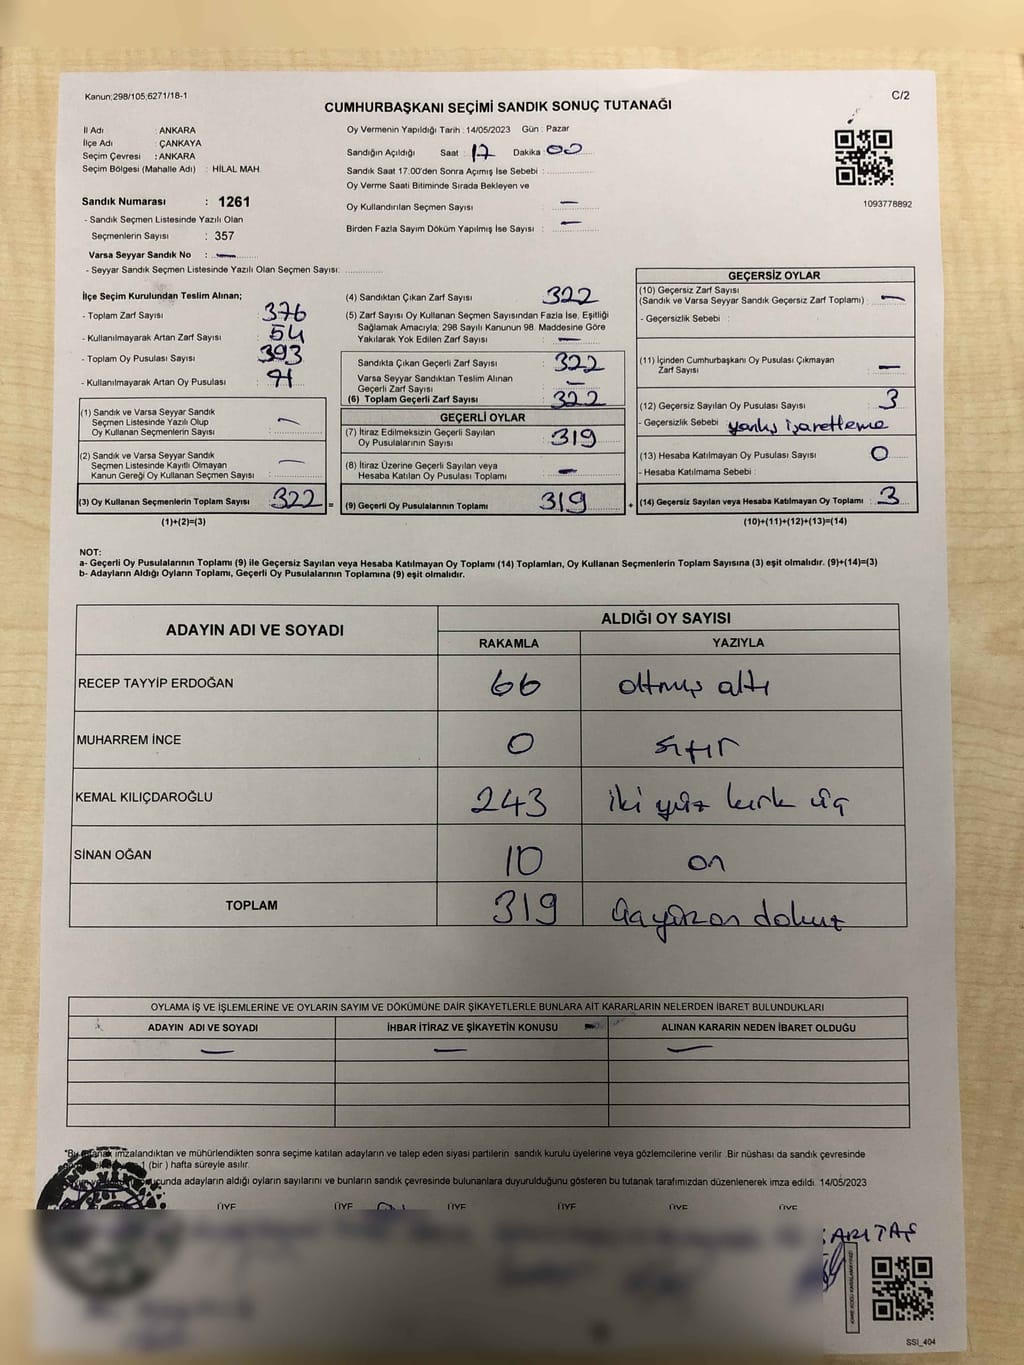 Kanun;298/105;6271/18-1
C/2
CUMHURBAŞKANI SEÇİMİ SANDIK SONUÇ TUTANAĞI
İl Adı : ANKARA
İlçe Adı : ÇANKAYA
Seçim Çevresi : ANKARA
Seçim Bölgesi (Mahalle Adı) : HİLAL MAH.
Oy Vermenin Yapıldığı Tarih : 14/05/2023 Gün : Pazar
Sandığın Açıldığı Saat : 17 Dakika : 00
Sandık Saat 17.00'den Sonra Açımış İse Sebebi :
Oy Verme Saati Bitiminde Sırada Bekleyen ve
Oy Kullandırılan Seçmen Sayısı —
Birden Fazla Sayım Döküm Yapılmış İse Sayısı : —
1093778892
Sandık Numarası : 1261
- Sandık Seçmen Listesinde Yazılı Olan
Seçmenlerin Sayısı : 357
Varsa Seyyar Sandık No : —
- Seyyar Sandık Seçmen Listesinde Yazılı Olan Seçmen Sayısı:
İlçe Seçim Kurulundan Teslim Alınan;
- Toplam Zarf Sayısı : 376
- Kullanılmayarak Artan Zarf Sayısı : 54
- Toplam Oy Pusulası Sayısı : 393
- Kullanılmayarak Artan Oy Pusulası : 71
(1) Sandık ve Varsa Seyyar Sandık
Seçmen Listesinde Yazılı Olup
Oy Kullanan Seçmenlerin Sayısı : —
(2) Sandık ve Varsa Seyyar Sandık
Seçmen Listesinde Kayıtlı Olmayan
Kanun Gereği Oy Kullanan Seçmen Sayısı : —
(3) Oy Kullanan Seçmenlerin Toplam Sayısı : 322 =
(1)+(2)=(3)
(4) Sandıktan Çıkan Zarf Sayısı : 322
(5) Zarf Sayısı Oy Kullanan Seçmen Sayısından Fazla İse, Eşitliği
Sağlamak Amacıyla; 298 Sayılı Kanunun 98. Maddesine Göre
Yakılarak Yok Edilen Zarf Sayısı : —
Sandıkta Çıkan Geçerli Zarf Sayısı : 322
Varsa Seyyar Sandıktan Teslim Alınan
Geçerli Zarf Sayısı : —
(6) Toplam Geçerli Zarf Sayısı : 322
GEÇERLİ OYLAR
(7) İtiraz Edilmeksizin Geçerli Sayılan
Oy Pusulalarının Sayısı : 319
(8) İtiraz Üzerine Geçerli Sayılan veya
Hesaba Katılan Oy Pusulası Toplamı : —
(9) Geçerli Oy Pusulalarının Toplamı : 319 +
GEÇERSİZ OYLAR
(10) Geçersiz Zarf Sayısı
(Sandık ve Varsa Seyyar Sandık Geçersiz Zarf Toplamı) : —
- Geçersizlik Sebebi :
(11) İçinden Cumhurbaşkanı Oy Pusulası Çıkmayan
Zarf Sayısı : —
(12) Geçersiz Sayılan Oy Pusulası Sayısı : 3
- Geçersizlik Sebebi yanlış işaretleme
(13) Hesaba Katılmayan Oy Pusulası Sayısı : 0
- Hesaba Katılmama Sebebi :
(14) Geçersiz Sayılan veya Hesaba Katılmayan Oy Toplamı : 3
(10)+(11)+(12)+(13)=(14)
NOT:
a- Geçerli Oy Pusulalarının Toplamı (9) ile Geçersiz Sayılan veya Hesaba Katılmayan Oy Toplamı (14) Toplamları, Oy Kullanan Seçmenlerin Toplam Sayısına (3) eşit olmalıdır. (9)+(14)=(3)
b- Adayların Aldığı Oyların Toplamı, Geçerli Oy Pusulalarının Toplamına (9) eşit olmalıdır.
ADAYIN ADI VE SOYADI
ALDIĞI OY SAYISI
RAKAMLA YAZIYLA
RECEP TAYYİP ERDOĞAN 66 altmış altı
MUHARREM İNCE 0 sıfır
KEMAL KILIÇDAROĞLU 243 iki yüz kırk üç
SİNAN OĞAN 10 on
TOPLAM 319 üçyüzon dokuz
OYLAMA İŞ VE İŞLEMLERİNE VE OYLARIN SAYIM VE DÖKÜMÜNE DAİR ŞİKAYETLERLE BUNLARA AİT KARARLARIN NELERDEN İBARET BULUNDUKLARI
ADAYIN ADI VE SOYADI İHBAR İTİRAZ VE ŞİKAYETİN KONUSU ALINAN KARARIN NEDEN İBARET OLDUĞU
— — —
"Bu tutanak imzalandıktan ve mühürlendikten sonra seçime katılan adayların ve talep eden siyasi partilerin sandık kurulu üyelerine veya gözlemcilerine verilir. Bir nüshası da sandık çevresinde
1 (bir) hafta süreyle asılır.
adayların aldığı oyların sayılarını ve bunların sandık çevresinde bulunanlara duyurulduğunu gösteren bu tutanak tarafımızdan düzenlenerek imza edildi. 14/05/2023
ÜYE ÜYE ÜYE ÜYE ÜYE ÜYE
SARITAŞ
SSI_404